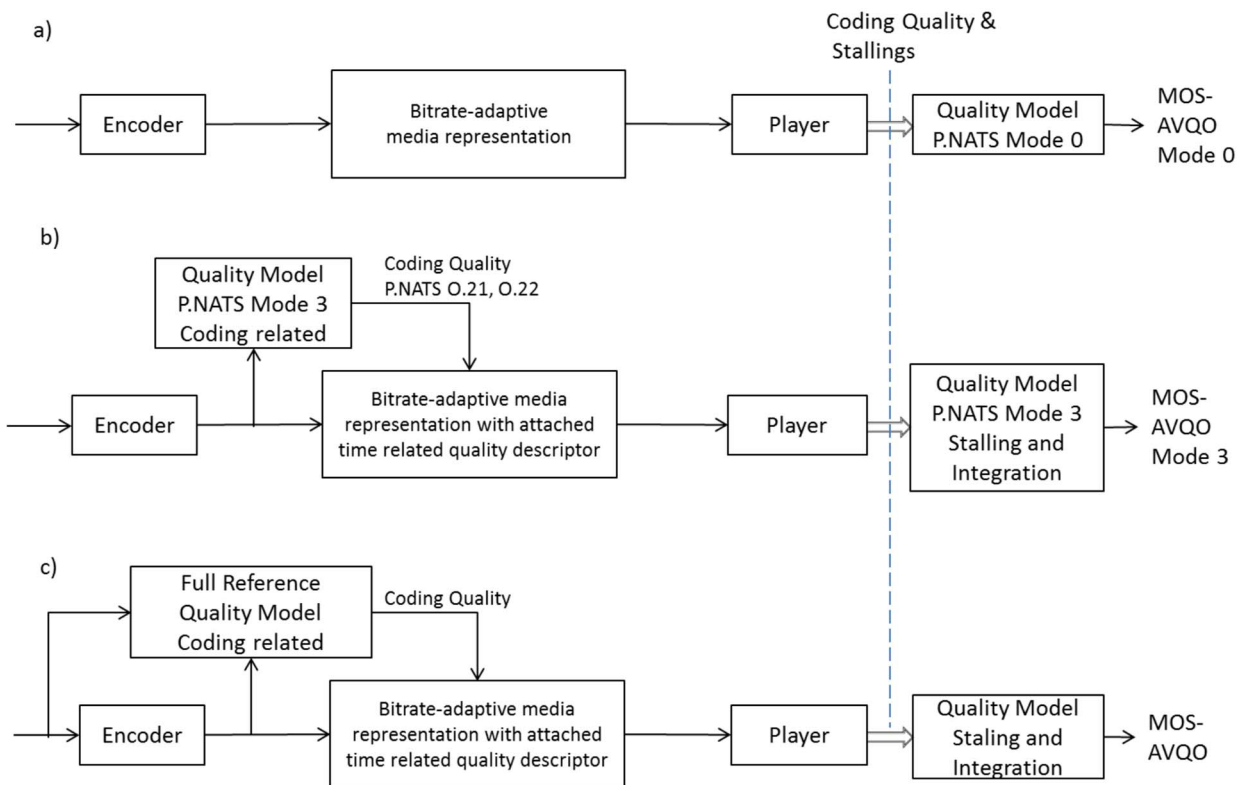 a)
Coding Quality &
Stallings
Encoder
Bitrate-adaptive
media representation
Player
Quality Model
P.NATS Mode 0
MOS-
AVQO
Mode 0
b)
Quality Model
P.NATS Mode 3
Coding related
Coding Quality
P.NATS O.21, O.22
Encoder
Bitrate-adaptive media
representation with attached
time related quality descriptor
Player
Quality Model
P.NATS Mode 3
Stalling and
Integration
MOS-
AVQO
Mode 3
c)
Full Reference
Quality Model
Coding related
Coding Quality
Encoder
Bitrate-adaptive media
representation with attached
time related quality descriptor
Player
Quality Model
Staling and
Integration
MOS-
AVQO